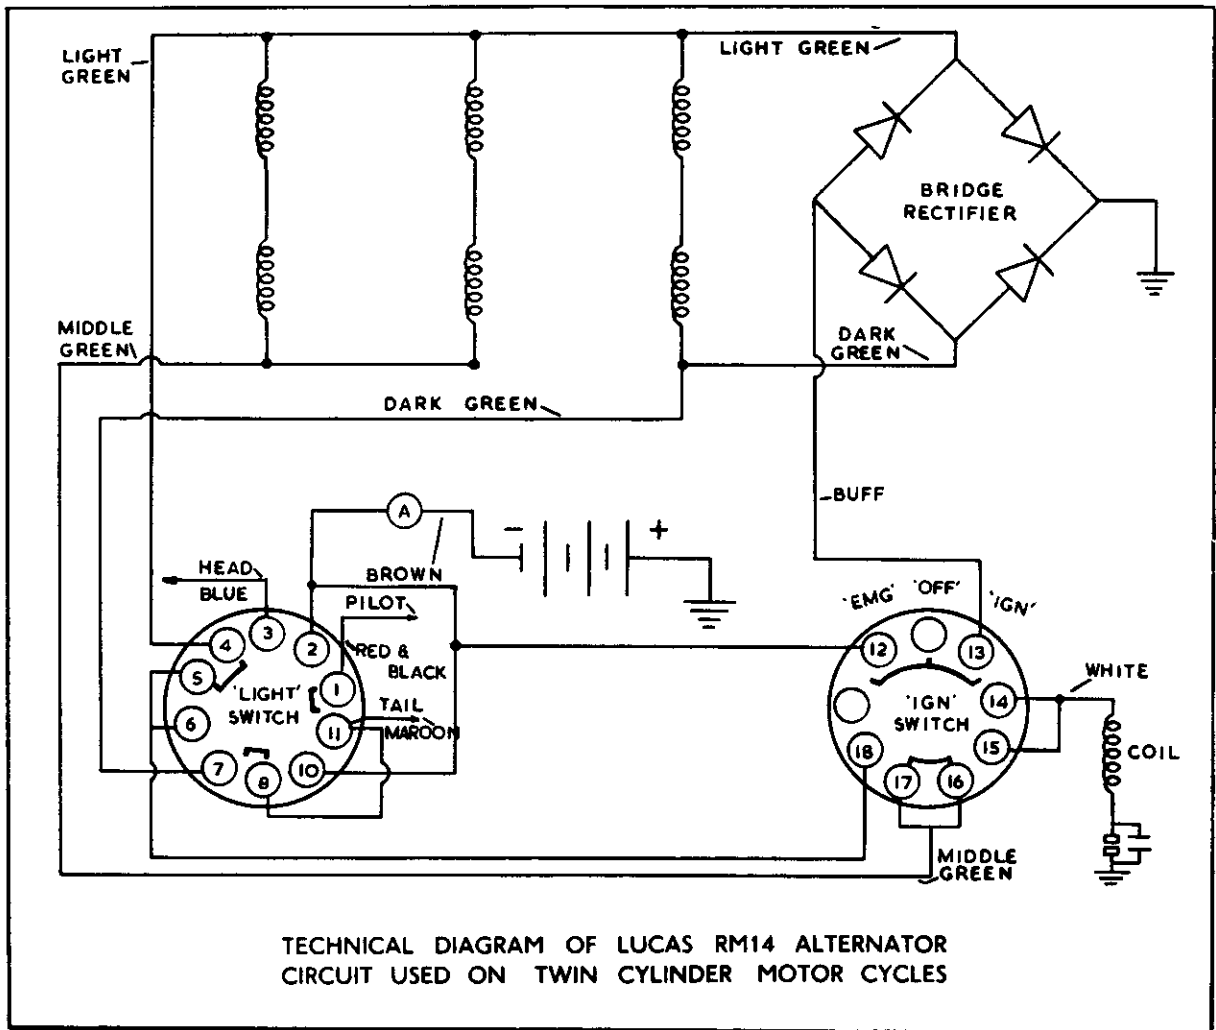 LIGHT
GREEN
LIGHT GREEN
BRIDGE
RECTIFIER
MIDDLE
GREEN
DARK
GREEN
DARK GREEN
BUFF
A
- +
BROWN
HEAD
BLUE
PILOT
RED &
BLACK
TAIL
MAROON
4
3
2
5
1
'LIGHT'
SWITCH
6
11
7
8
10
'EMG' 'OFF' 'IGN'
12
13
14
'IGN'
SWITCH
18
15
17
16
WHITE
COIL
MIDDLE
GREEN
TECHNICAL DIAGRAM OF LUCAS RM14 ALTERNATOR
CIRCUIT USED ON TWIN CYLINDER MOTOR CYCLES